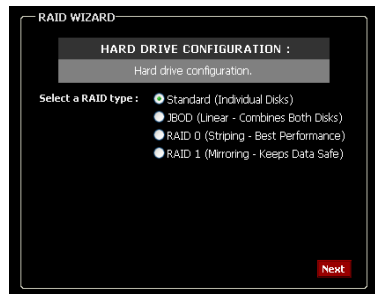 RAID WIZARD
HARD DRIVE CONFIGURATION :
Hard drive configuration.
Select a RAID type : Standard (Individual Disks)
JBOD (Linear - Combines Both Disks)
RAID 0 (Striping - Best Performance)
RAID 1 (Mirroring - Keeps Data Safe)
Next